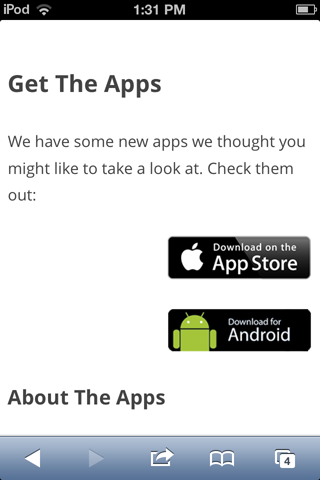 iPod 1:31 PM
Get The Apps
We have some new apps we thought you
might like to take a look at. Check them
out:
Download on the
App Store
Download for
Android
About The Apps
4